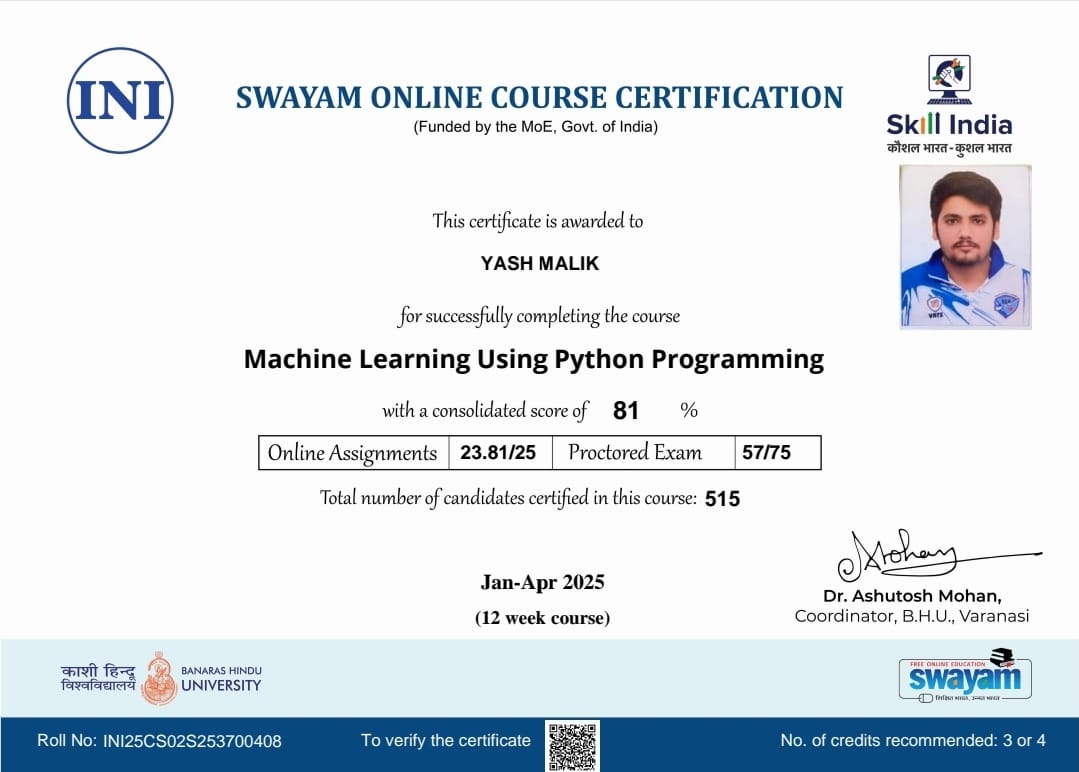 INI
SWAYAM ONLINE COURSE CERTIFICATION
(Funded by the MoE, Govt. of India)
Skill India
कौशल भारत-कुशल भारत
This certificate is awarded to
YASH MALIK
for successfully completing the course
Machine Learning Using Python Programming
with a consolidated score of 81 %
Online Assignments 23.81/25 Proctored Exam 57/75
Total number of candidates certified in this course: 515
Jan-Apr 2025
(12 week course)
Dr. Ashutosh Mohan,
Coordinator, B.H.U., Varanasi
काशी हिन्दू
विश्वविद्यालय
BANARAS HINDU
UNIVERSITY
FREE ONLINE EDUCATION
swayam
शिक्षित भारत, उन्नत भारत
Roll No: INI25CS02S253700408
To verify the certificate
No. of credits recommended: 3 or 4